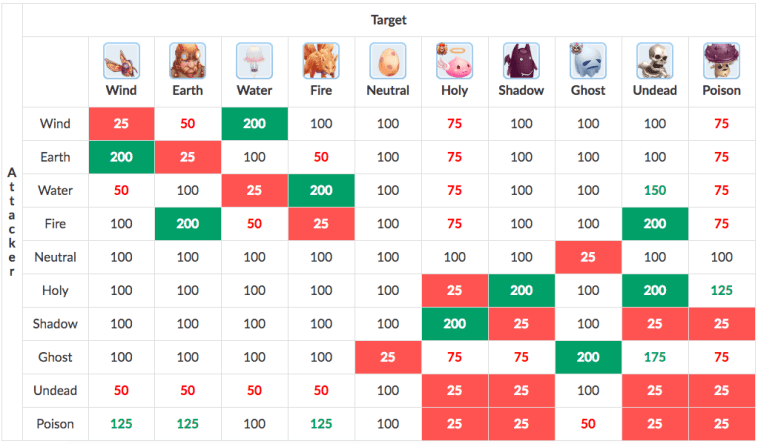 Target
Wind Earth Water Fire Neutral Holy Shadow Ghost Undead Poison
Attacker
Wind 25 50 200 100 100 75 100 100 100 75
Earth 200 25 100 50 100 75 100 100 100 75
Water 50 100 25 200 100 75 100 100 150 75
Fire 100 200 50 25 100 75 100 100 200 75
Neutral 100 100 100 100 100 100 100 25 100 100
Holy 100 100 100 100 100 25 200 100 200 125
Shadow 100 100 100 100 100 200 25 100 25 25
Ghost 100 100 100 100 25 75 75 200 175 75
Undead 50 50 50 50 100 25 25 100 25 25
Poison 125 125 100 125 100 25 25 50 25 25